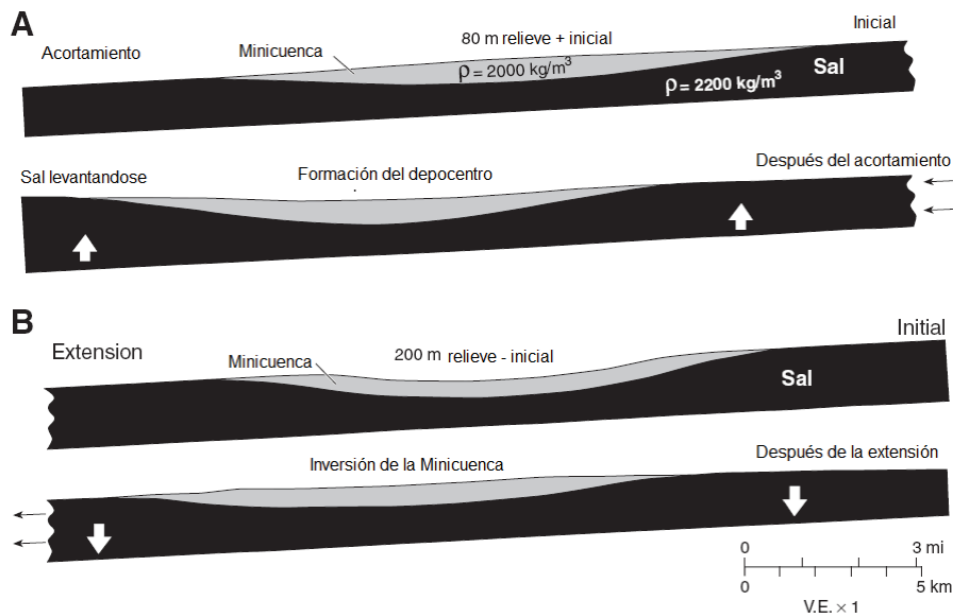 A
Acortamiento
Minicuenca
80 m relieve + inicial
Inicial
ρ = 2000 kg/m³
ρ = 2200 kg/m³
Sal
Sal levantandose
Formación del depocentro
Después del acortamiento
B
Extension
Minicuenca
200 m relieve - inicial
Initial
Sal
Inversión de la Minicuenca
Después de la extensión
0 3 mi
0 5 km
V.E. × 1